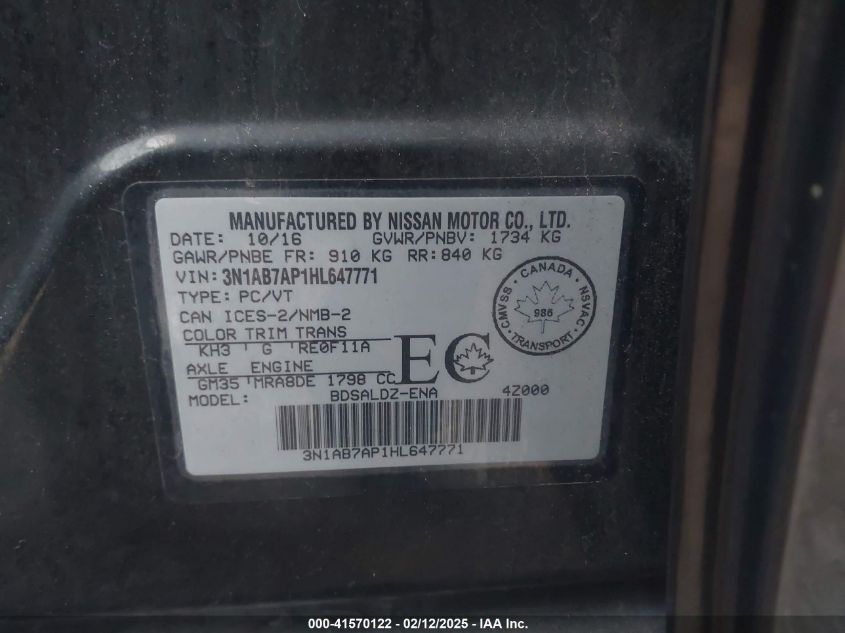 MANUFACTURED BY NISSAN MOTOR CO., LTD.
DATE: 10/16 GVWR/PNBV: 1734 KG
GAWR/PNBE FR: 910 KG RR: 840 KG
VIN: 3N1AB7AP1HL647771
TYPE: PC/VT
CAN ICES-2/NMB-2
COLOR TRIM TRANS
KH3 ' G ' RE0F11A
AXLE ENGINE
GM35 ' MRA8DE 1798 CC
MODEL: BDSALDZ-ENA 4Z000
EC
CANADA
CMVSS 986 NSVAC
TRANSPORT
3N1AB7AP1HL647771
000-41570122 - 02/12/2025 - IAA Inc.